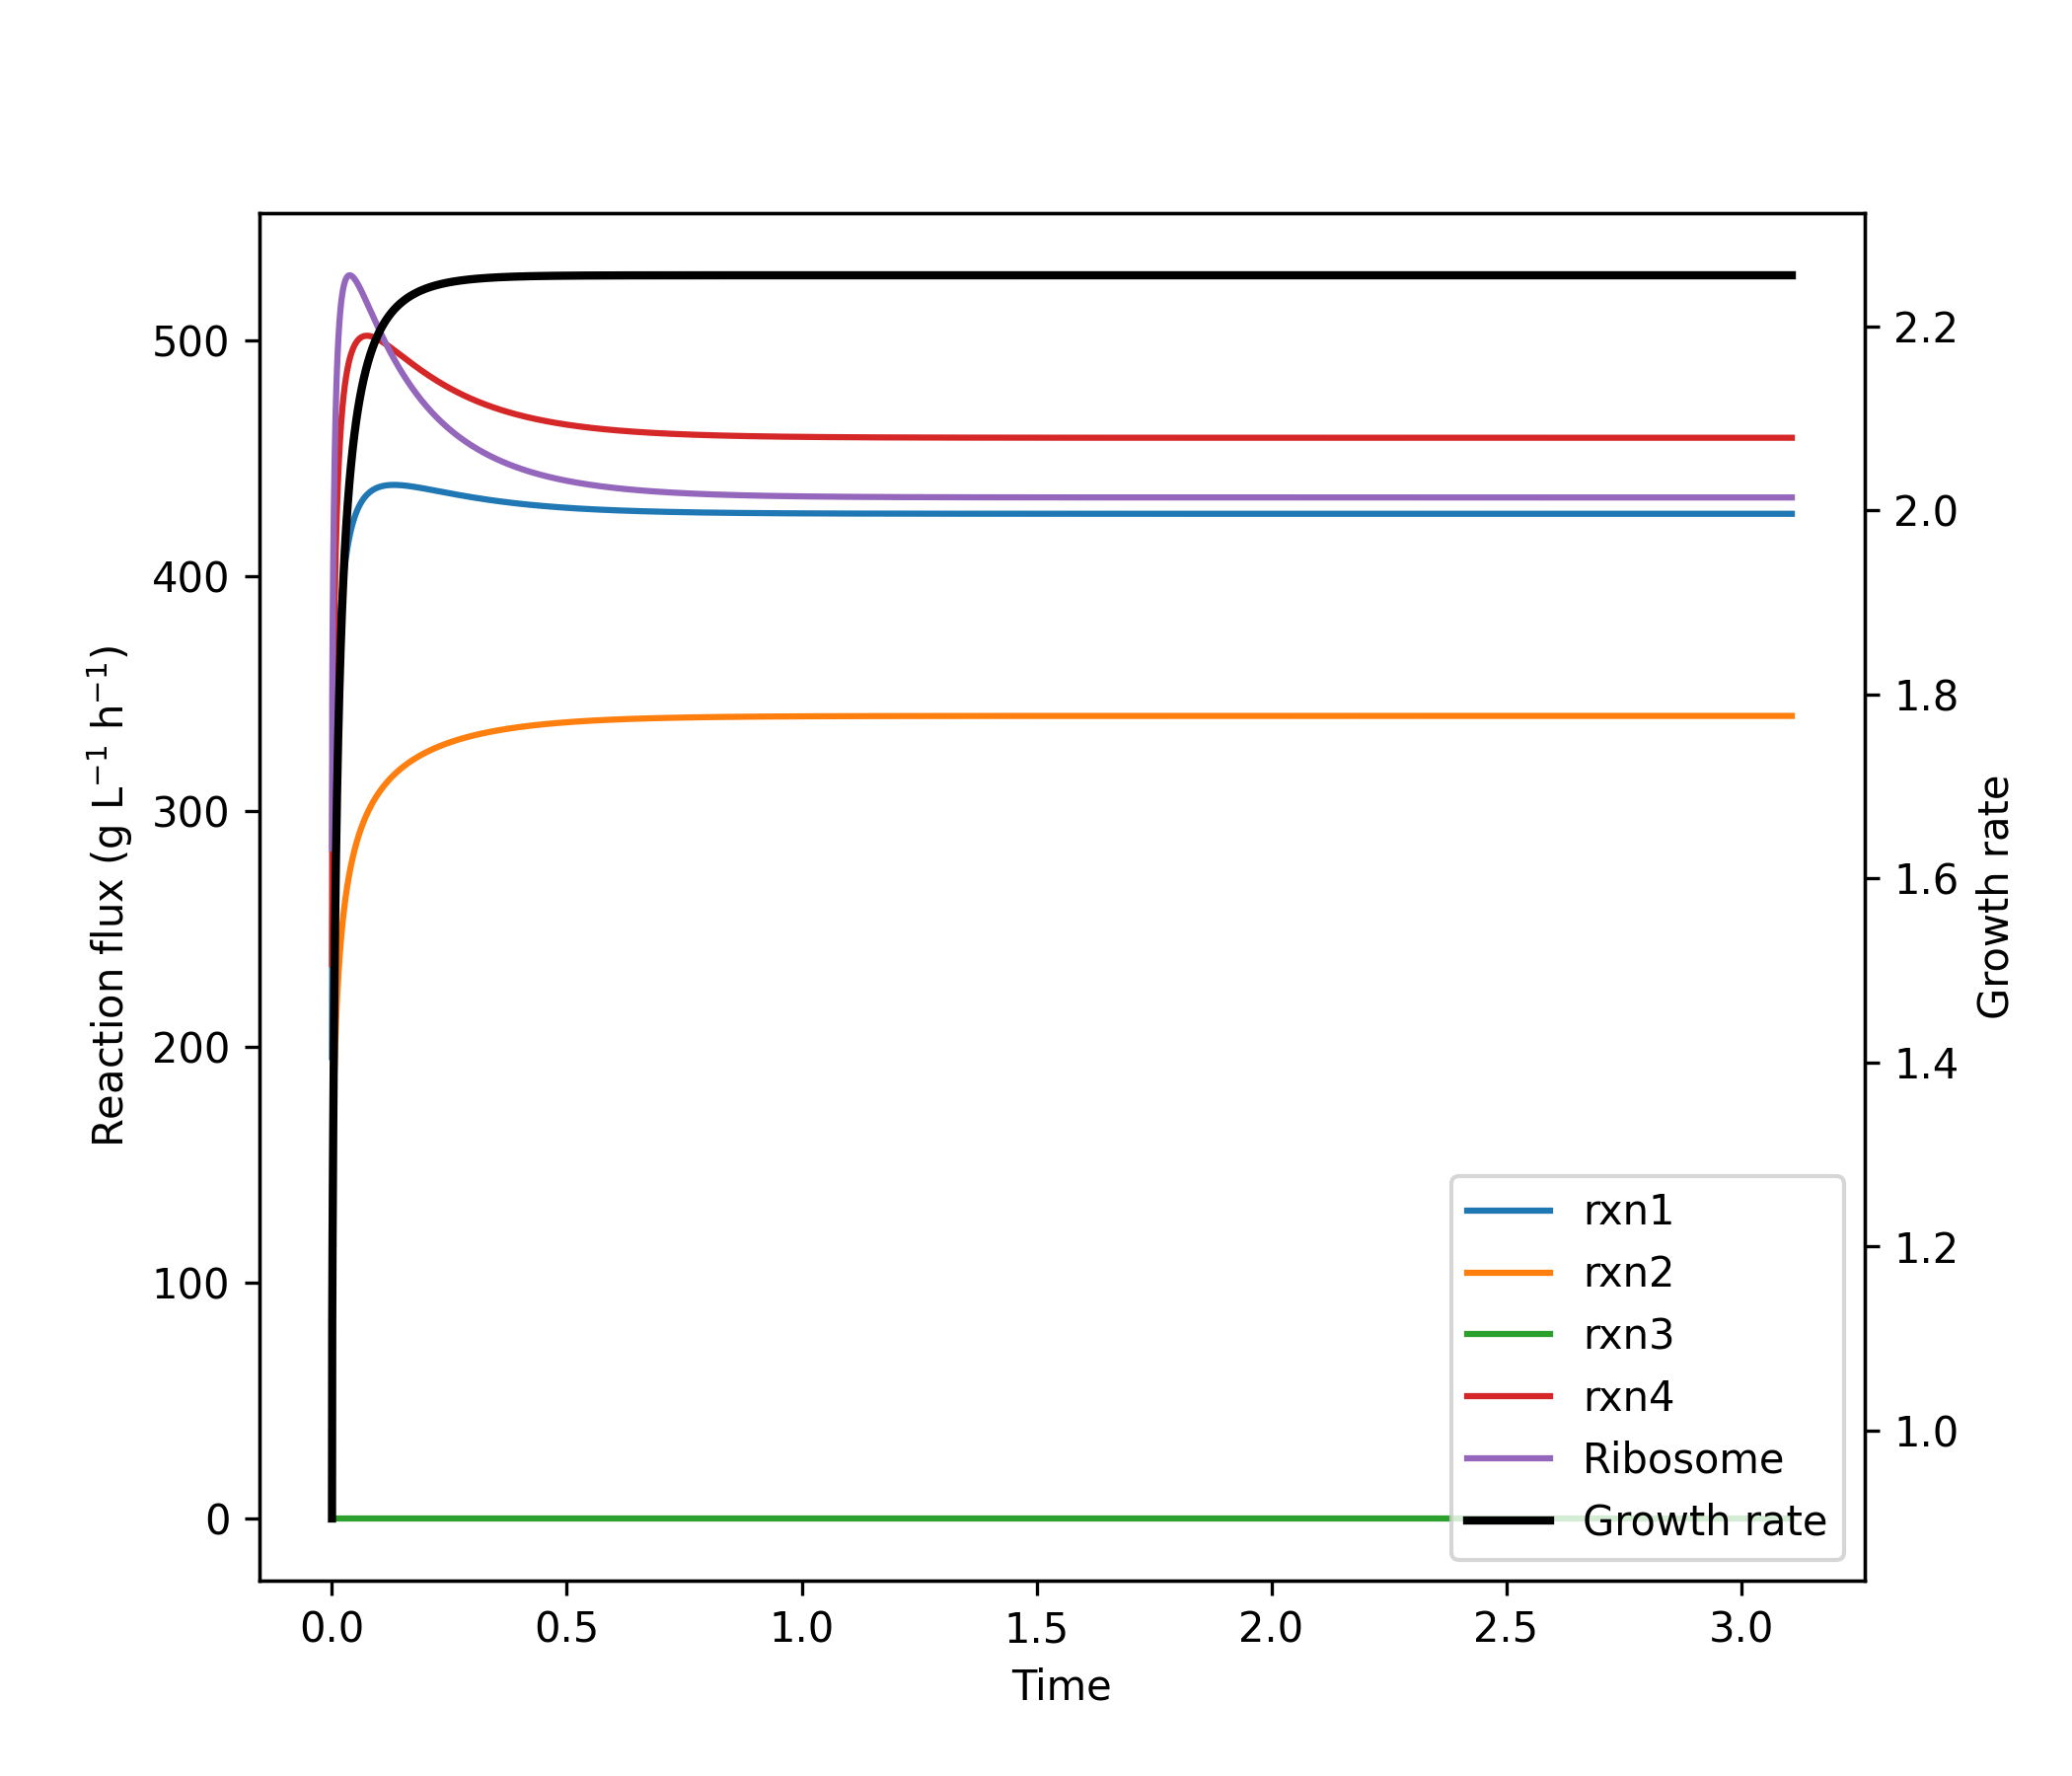 500
400
300
200
100
0
Reaction flux (g L⁻¹ h⁻¹)
2.2
2.0
1.8
1.6
1.4
1.2
1.0
Growth rate
rxn1
rxn2
rxn3
rxn4
Ribosome
Growth rate
0.0 0.5 1.0 1.5 2.0 2.5 3.0
Time